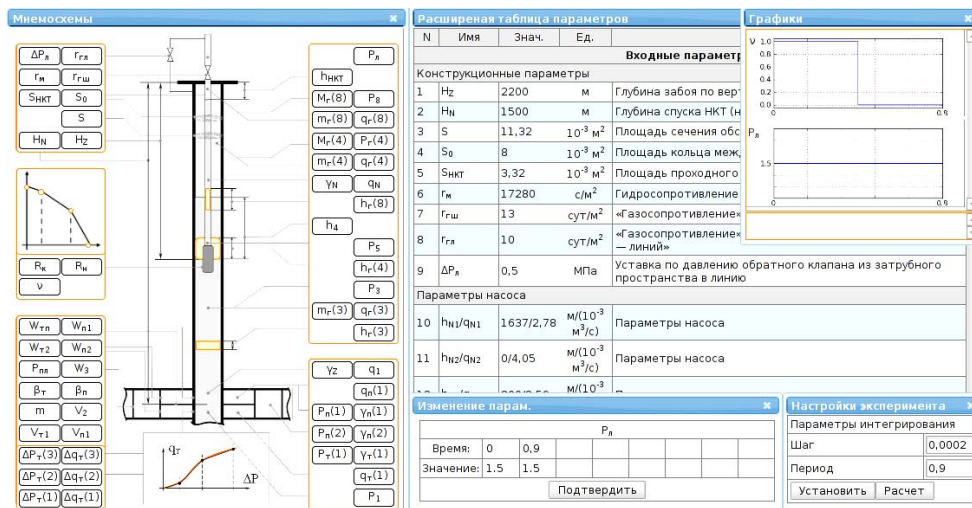 Мнемосхемы
ΔPл rгл
rм rгш
SНКТ S0
S
HN HZ
Rк Rн
ν
Wтп Wп1
Wт2 Wп2
Pпл W3
βт βп
m V2
Vт1 Vп1
ΔPт(3) Δqт(3)
ΔPт(2) Δqт(2)
ΔPт(1) Δqт(1)
qт
ΔP
Pл
hНКТ
Mг(8) P8
mг(8) qг(8)
Mг(4) Pг(4)
mг(4) qг(4)
γN qN
hг(8)
h4
P5
hг(4)
P3
mг(3) qг(3)
hг(3)
γZ q1
qп(1)
Pп(1) γп(1)
Pп(2) γп(2)
Pт(1) γт(1)
qт(1)
P1
Расширеная таблица параметров
N Имя Знач. Ед.
Входные парамет
Конструкционные параметры
1 HZ 2200 м Глубина забоя по верт
2 HN 1500 м Глубина спуска НКТ (н
3 S 11,32 10⁻³ м² Площадь сечения обс
4 S0 8 10⁻³ м² Площадь кольца меж
5 SНКТ 3,32 10⁻³ м² Площадь проходного
6 rм 17280 с/м² Гидросопротивление
7 rгш 13 сут/м² «Газосопротивление»
8 rгл 10 сут/м² «Газосопротивление»
— линий»
9 ΔPл 0,5 МПа Уставка по давлению обратного клапана из затрубного
пространства в линию
Параметры насоса
10 hN1/qN1 1637/2,78 м/(10⁻³ м³/с) Параметры насоса
11 hN2/qN2 0/4,05 м/(10⁻³ м³/с) Параметры насоса
Графики
ν 1.0
0.8
0.6
0.4
0.2
0.0
0 0.9
Pл
1.5
0 0.9
Изменение парам.
Pл
Время: 0 0,9
Значение: 1.5 1.5
Подтвердить
Настройки эксперимента
Параметры интегрирования
Шаг 0,0002
Период 0,9
Установить Расчет